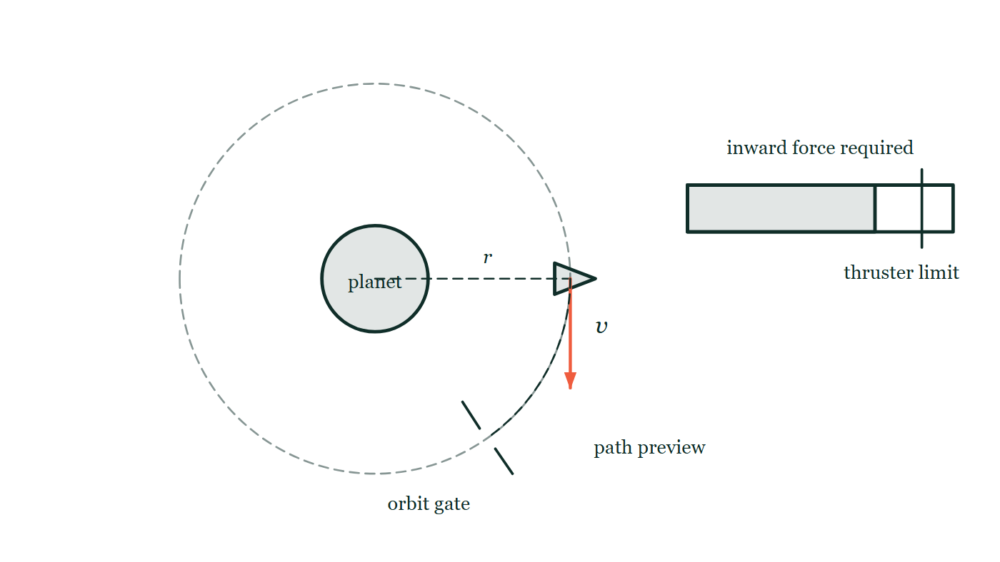 inward force required
r
thruster limit
planet
v
path preview
orbit gate